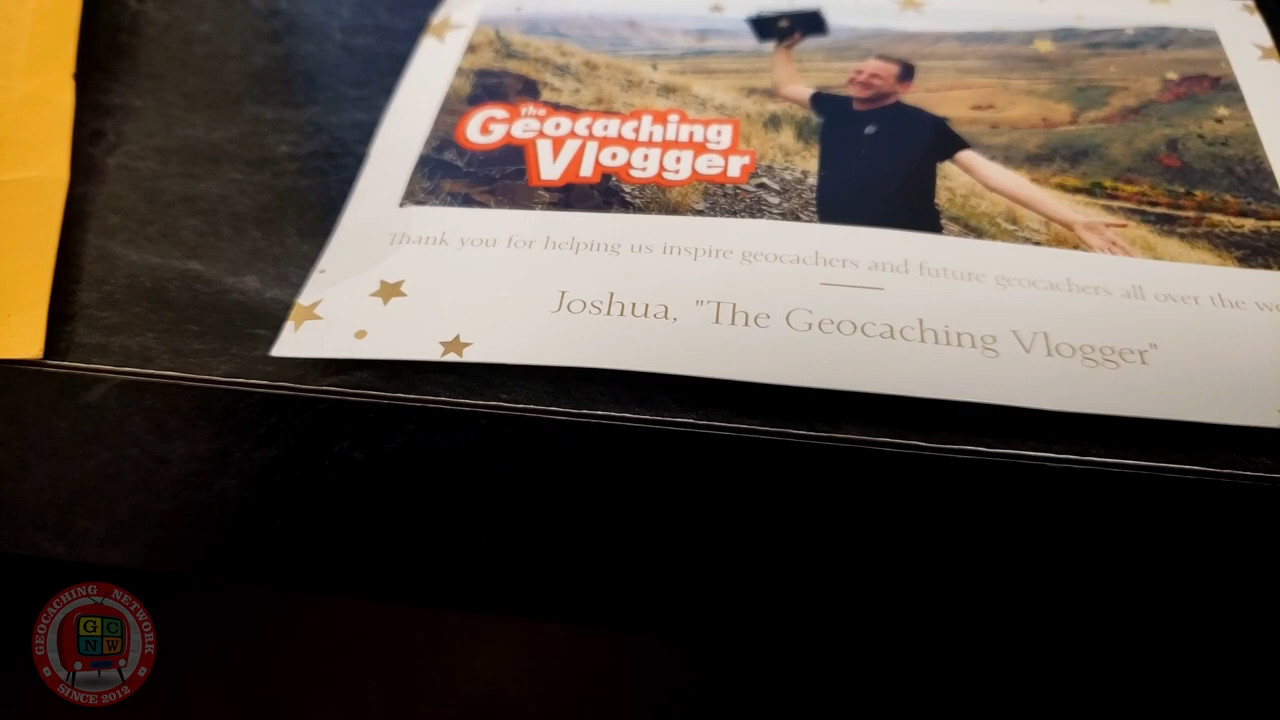 the
Geocaching
Vlogger
Thank you for helping us inspire geocachers and future geocachers all over the
Joshua, "The Geocaching Vlogger"
GEOCACHING NETWORK
GC
NW
SINCE 2012